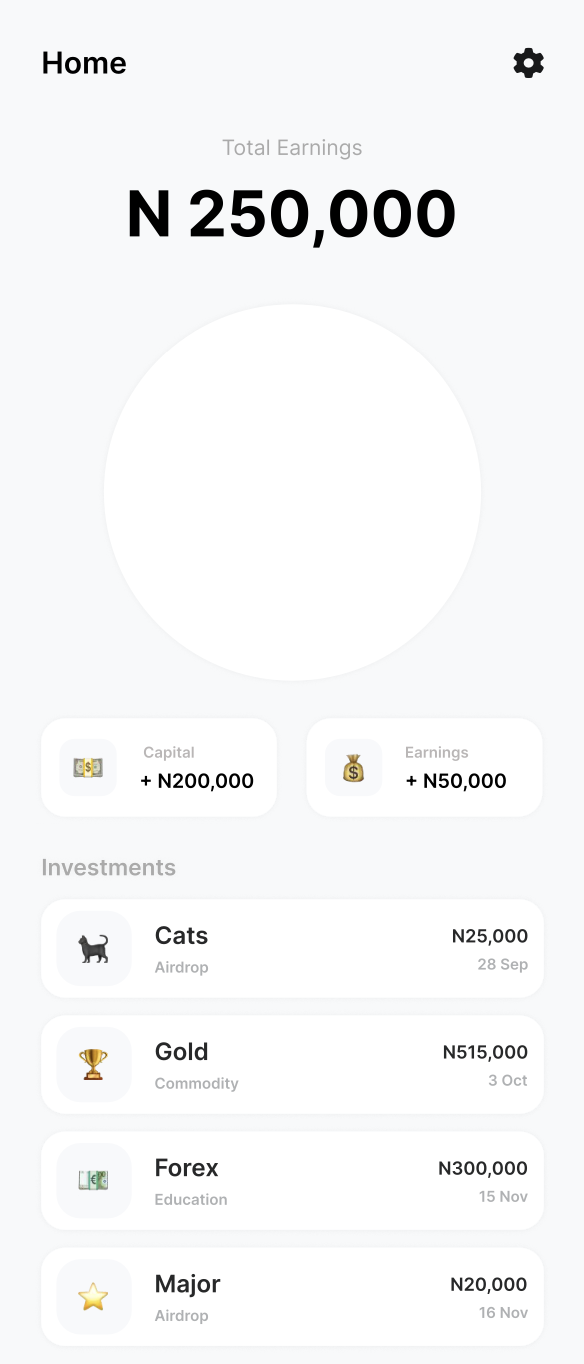 Home
Total Earnings
N 250,000
Capital
+ N200,000
Earnings
+ N50,000
Investments
Cats
Airdrop
N25,000
28 Sep
Gold
Commodity
N515,000
3 Oct
Forex
Education
N300,000
15 Nov
Major
Airdrop
N20,000
16 Nov